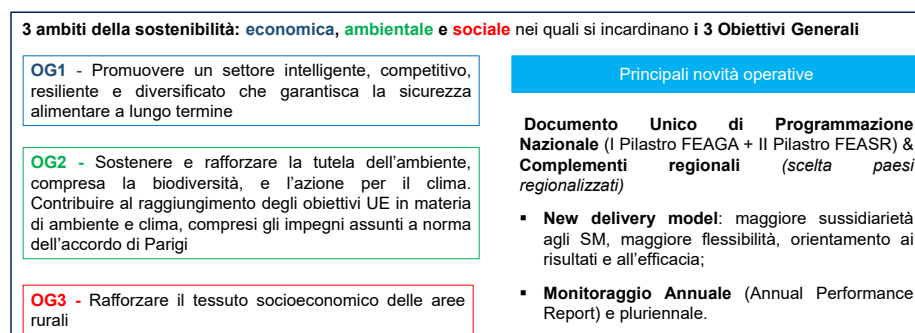 3 ambiti della sostenibilità: economica, ambientale e sociale nei quali si incardinano i 3 Obiettivi Generali
OG1 - Promuovere un settore intelligente, competitivo,
resiliente e diversificato che garantisca la sicurezza
alimentare a lungo termine
OG2 - Sostenere e rafforzare la tutela dell'ambiente,
compresa la biodiversità, e l'azione per il clima.
Contribuire al raggiungimento degli obiettivi UE in materia
di ambiente e clima, compresi gli impegni assunti a norma
dell'accordo di Parigi
OG3 - Rafforzare il tessuto socioeconomico delle aree
rurali
Principali novità operative
Documento Unico di Programmazione
Nazionale (I Pilastro FEAGA + II Pilastro FEASR) &
Complementi regionali (scelta paesi
regionalizzati)
▪ New delivery model: maggiore sussidiarietà
agli SM, maggiore flessibilità, orientamento ai
risultati e all'efficacia;
▪ Monitoraggio Annuale (Annual Performance
Report) e pluriennale.